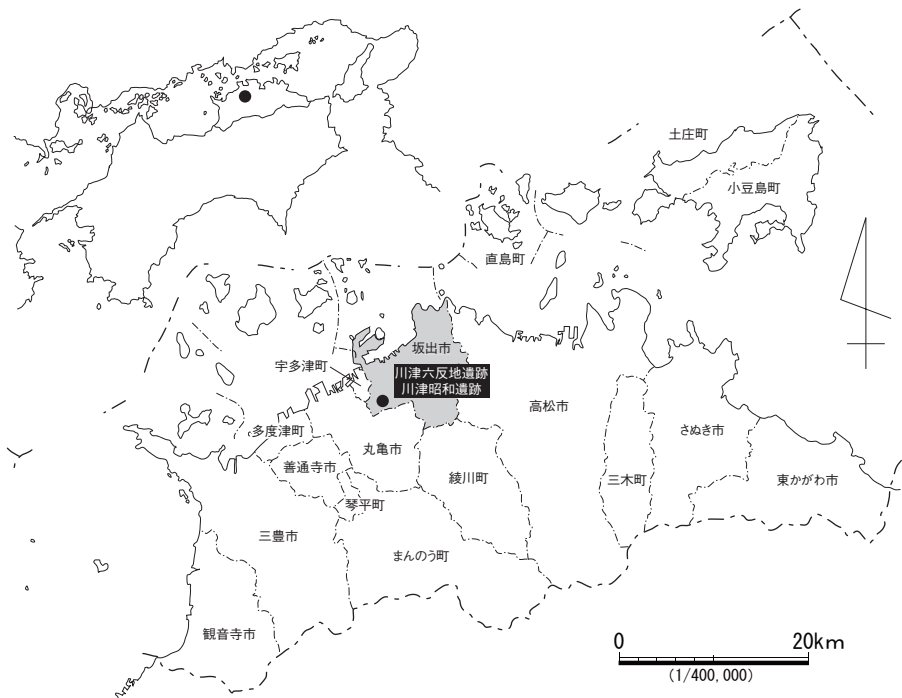 土庄町
小豆島町
直島町
坂出市
宇多津町
川津六反地遺跡
川津昭和遺跡
高松市
多度津町
丸亀市
さぬき市
善通寺市
綾川町
三木町
東かがわ市
琴平町
三豊市
まんのう町
観音寺市
0 20km
(1/400,000)